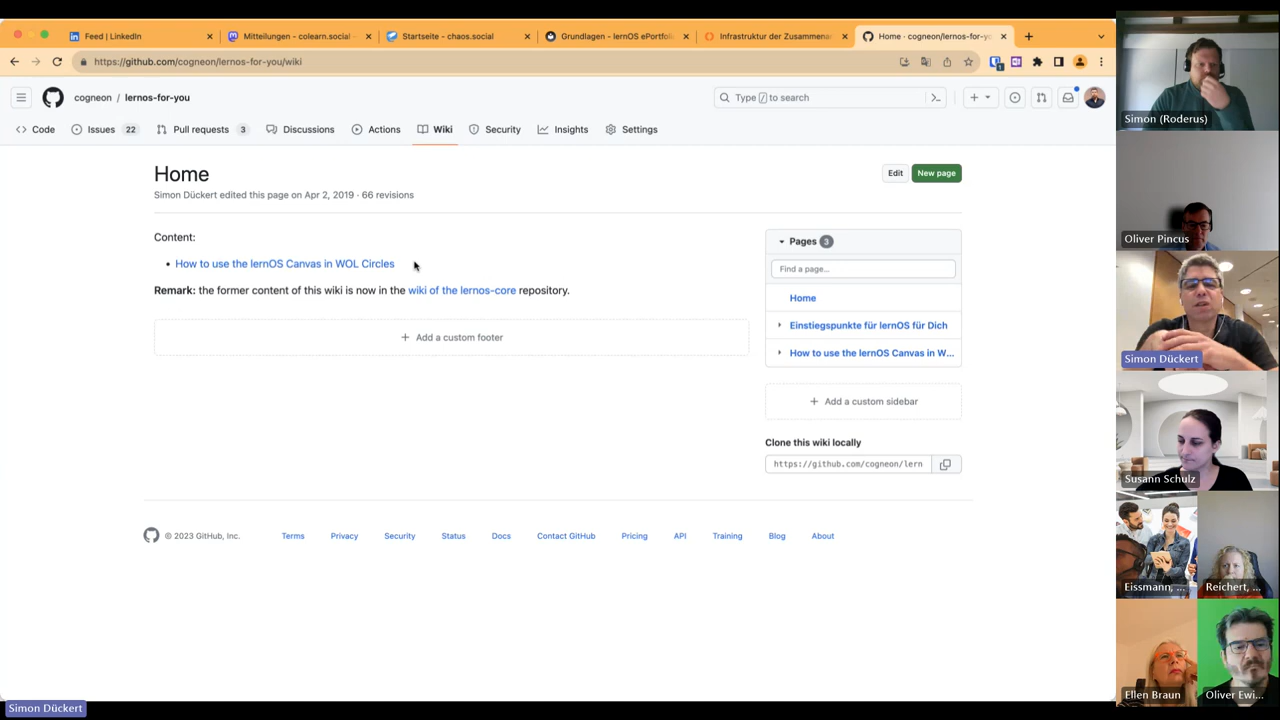 Feed | LinkedIn
Mitteilungen - colearn.social -
Startseite - chaos.social
Grundlagen - lernOS ePortfoli
Infrastruktur der Zusammenar
Home · cogneon/lernos-for-yo
https://github.com/cogneon/lernos-for-you/wiki
cogneon / lernos-for-you
Type / to search
Code
Issues 22
Pull requests 3
Discussions
Actions
Wiki
Security
Insights
Settings
Home
Simon Dückert edited this page on Apr 2, 2019 · 66 revisions
Edit
New page
Content:
• How to use the lernOS Canvas in WOL Circles
Remark: the former content of this wiki is now in the wiki of the lernos-core repository.
+ Add a custom footer
Pages 3
Find a page...
Home
Einstiegspunkte für lernOS für Dich
How to use the lernOS Canvas in W...
+ Add a custom sidebar
Clone this wiki locally
https://github.com/cogneon/lern
© 2023 GitHub, Inc.
Terms
Privacy
Security
Status
Docs
Contact GitHub
Pricing
API
Training
Blog
About
Simon (Roderus)
Oliver Pincus
Simon Dückert
Susann Schulz
Eissmann, ...
Reichert, ...
Ellen Braun
Oliver Ewi...
Simon Dückert